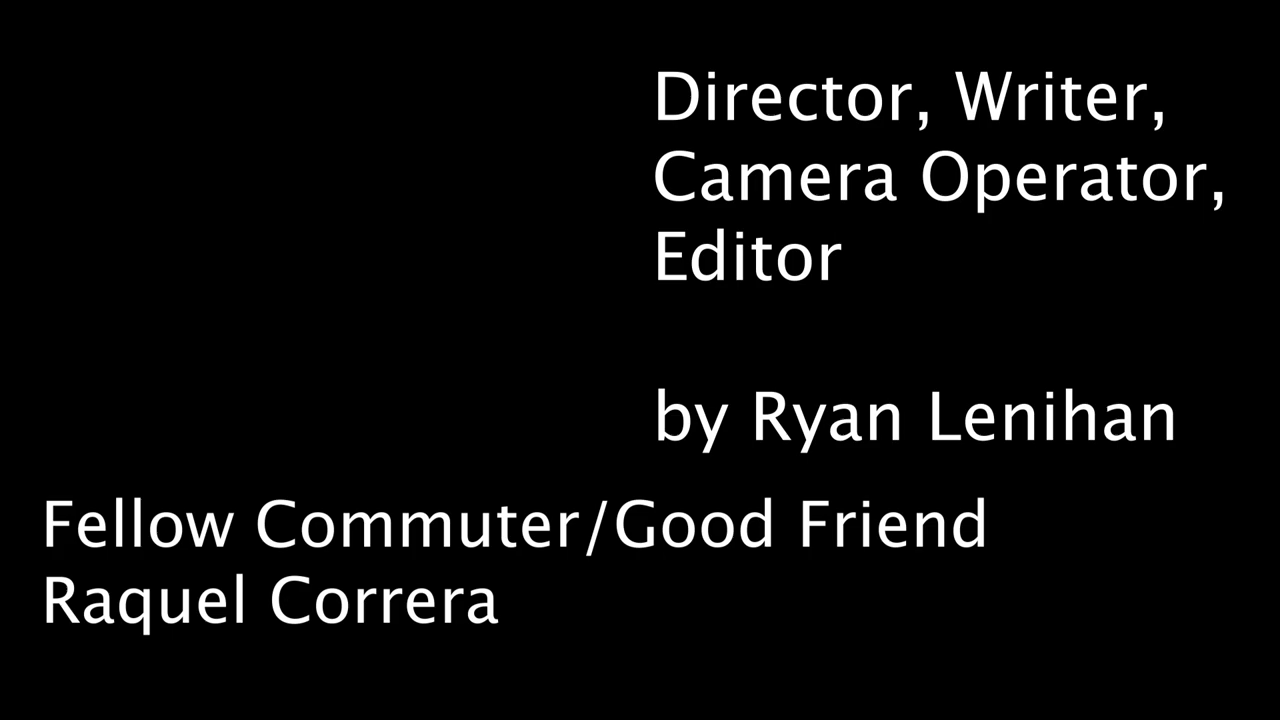 Director, Writer,
Camera Operator,
Editor
by Ryan Lenihan
Fellow Commuter/Good Friend
Raquel Correra